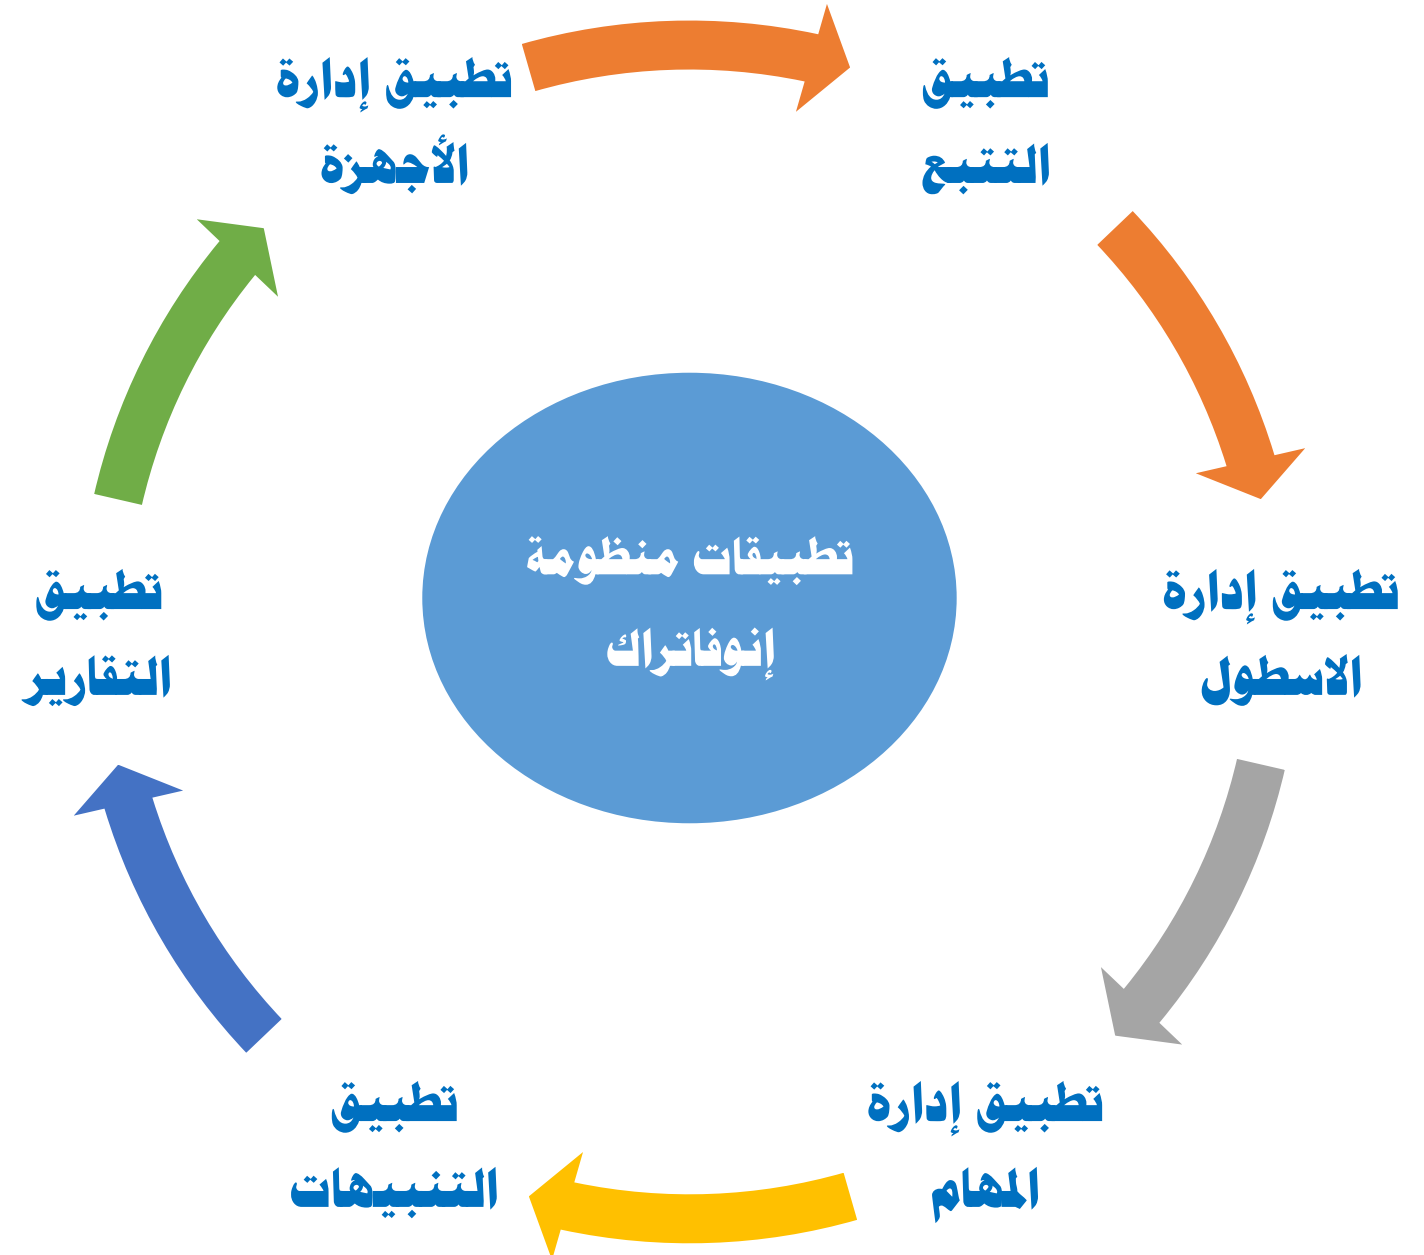 تطبيق إدارة
الأجهزة
تطبيق
التتبع
تطبيق إدارة
الاسطول
تطبيق إدارة
المهام
تطبيق
التنبيهات
تطبيق
التقارير
تطبيقات منظومة
إنوفاتراك